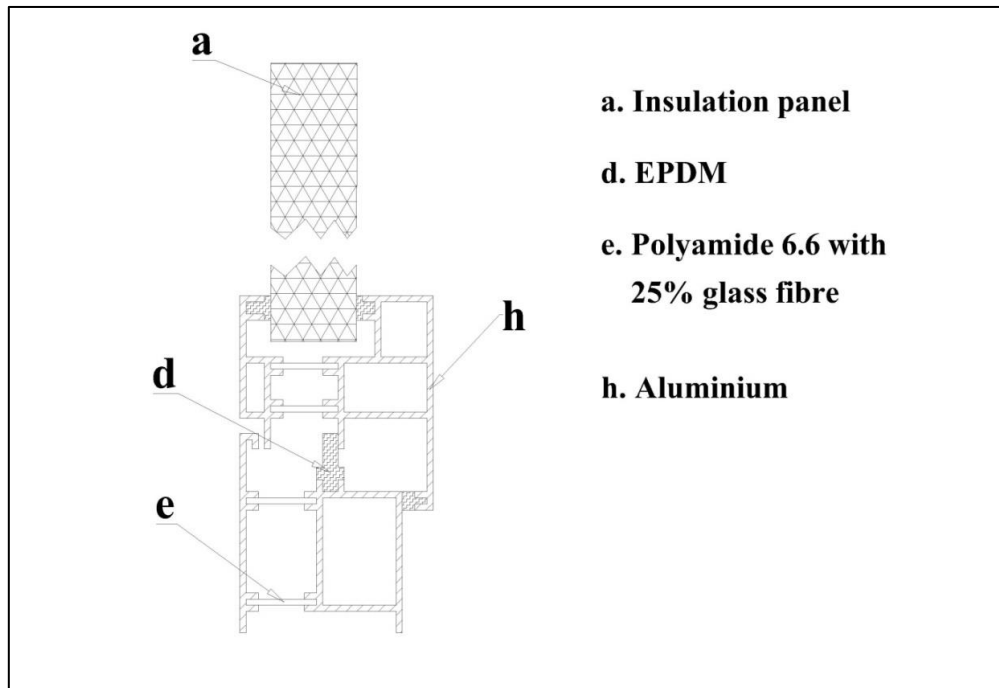 a
a. Insulation panel
d. EPDM
e. Polyamide 6.6 with
25% glass fibre
h
h. Aluminium
d
e